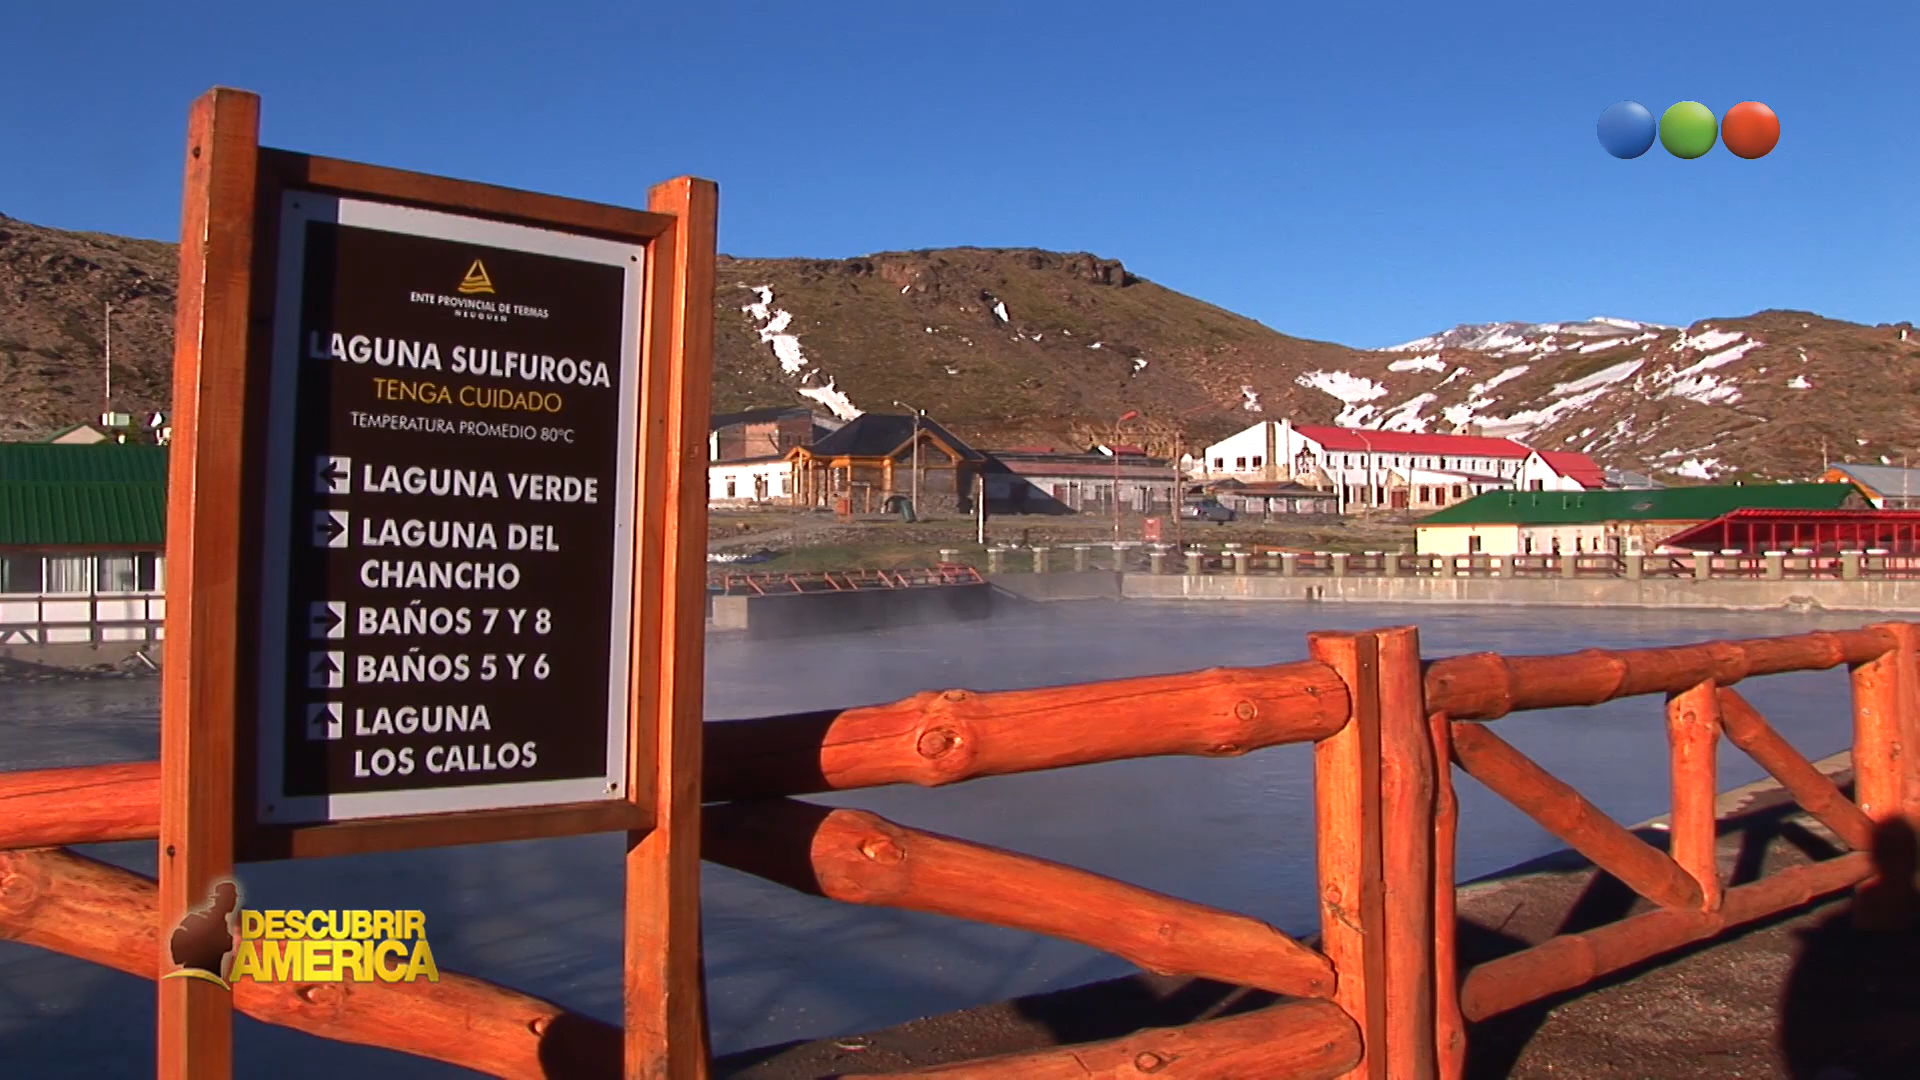 ENTE PROVINCIAL DE TERMAS
NEUQUEN
LAGUNA SULFUROSA
TENGA CUIDADO
TEMPERATURA PROMEDIO 80ºC
LAGUNA VERDE
LAGUNA DEL
CHANCHO
BAÑOS 7 Y 8
BAÑOS 5 Y 6
LAGUNA
LOS CALLOS
DESCUBRIR
AMERICA